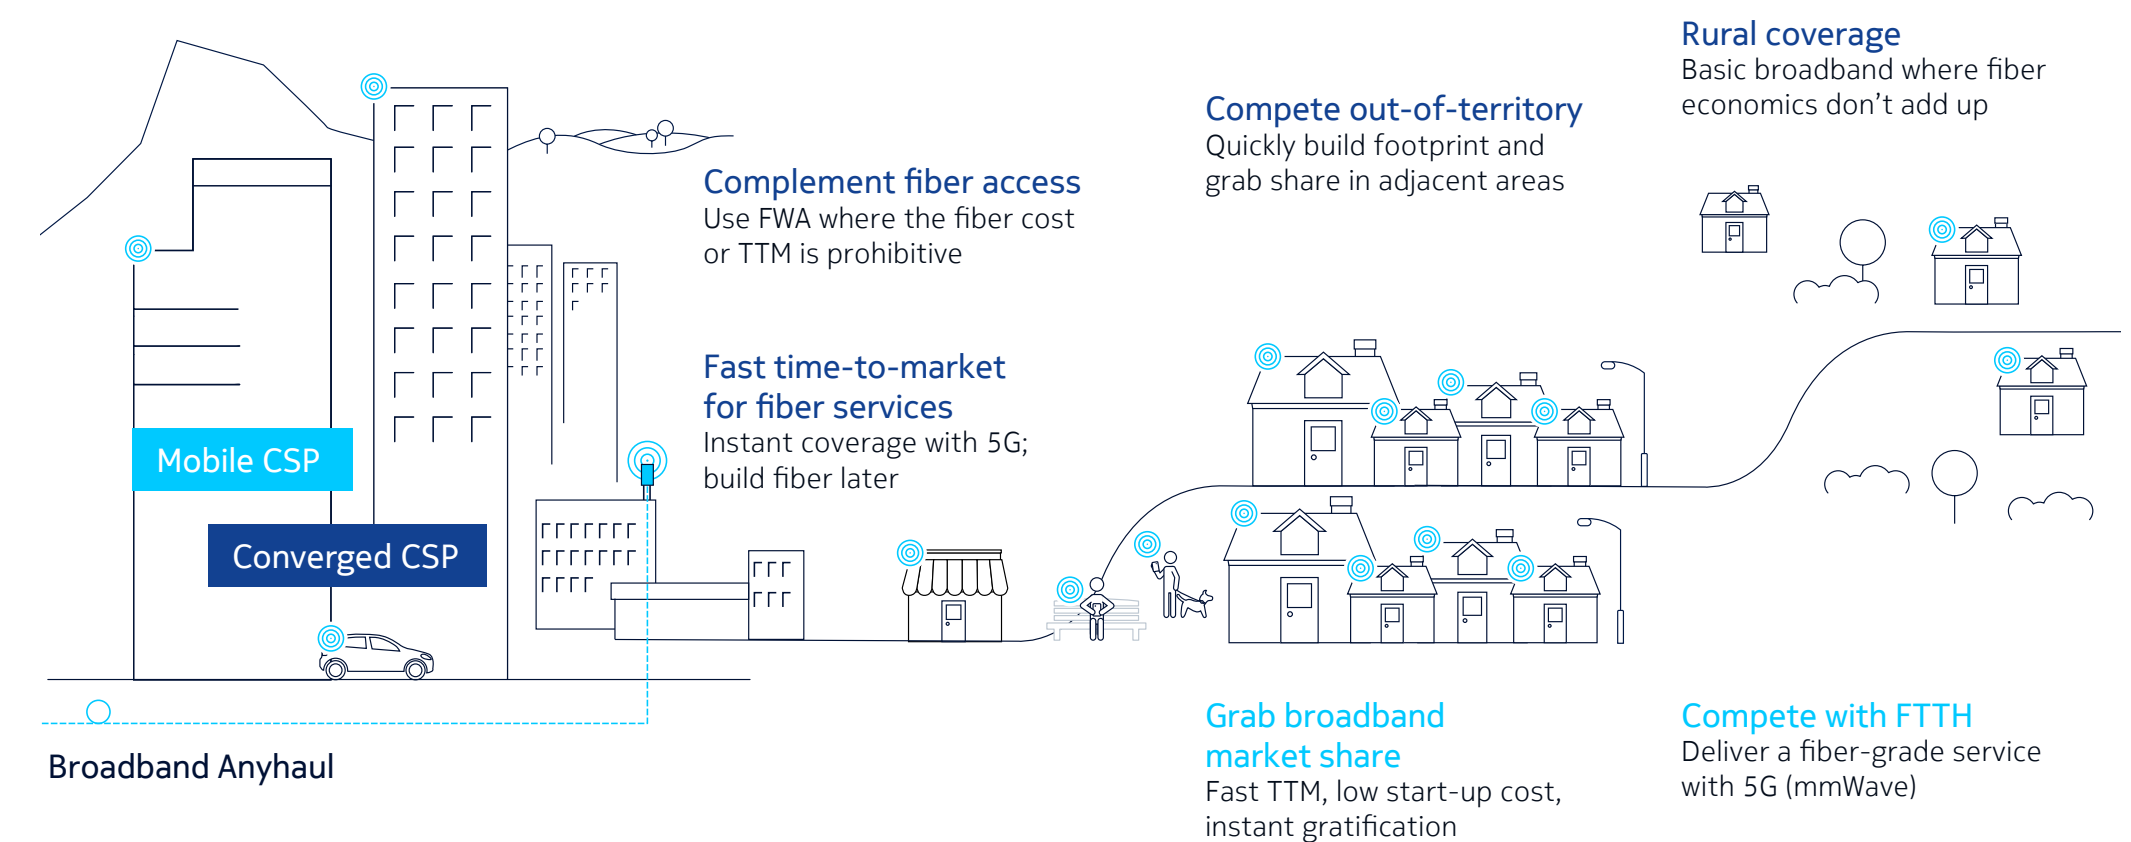 Rural coverage
Basic broadband where fiber
economics don't add up
Compete out-of-territory
Quickly build footprint and
grab share in adjacent areas
Complement fiber access
Use FWA where the fiber cost
or TTM is prohibitive
Fast time-to-market
for fiber services
Instant coverage with 5G;
build fiber later
Mobile CSP
Converged CSP
Broadband Anyhaul
Grab broadband
market share
Fast TTM, low start-up cost,
instant gratification
Compete with FTTH
Deliver a fiber-grade service
with 5G (mmWave)